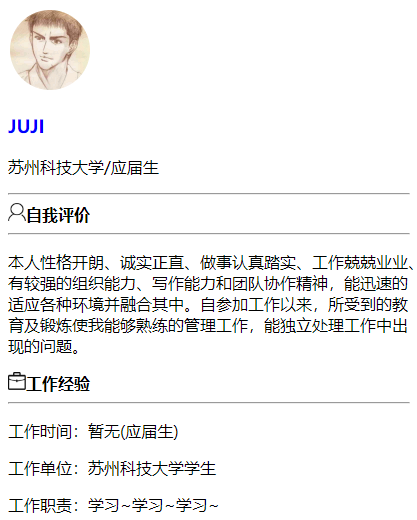 JUJI
苏州科技大学/应届生
自我评价
本人性格开朗、诚实正直、做事认真踏实、工作兢兢业业、
有较强的组织能力、写作能力和团队协作精神，能迅速的
适应各种环境并融合其中。自参加工作以来，所受到的教
育及锻炼使我能够熟练的管理工作，能独立处理工作中出
现的问题。
工作经验
工作时间：暂无(应届生)
工作单位：苏州科技大学学生
工作职责：学习~学习~学习~